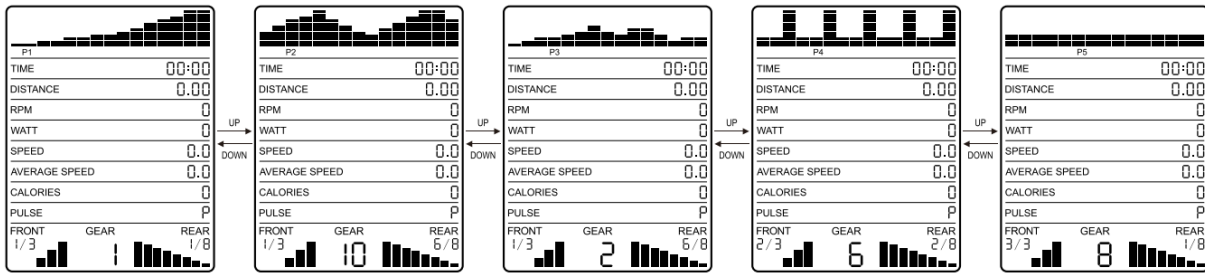 P1
TIME 00:00
DISTANCE 0.00
RPM 0
WATT 0
SPEED 0.0
AVERAGE SPEED 0.0
CALORIES 0
PULSE P
FRONT GEAR REAR
1/3 1 1/8
UP
DOWN
P2
TIME 00:00
DISTANCE 0.00
RPM 0
WATT 0
SPEED 0.0
AVERAGE SPEED 0.0
CALORIES 0
PULSE P
FRONT GEAR REAR
1/3 10 6/8
UP
DOWN
P3
TIME 00:00
DISTANCE 0.00
RPM 0
WATT 0
SPEED 0.0
AVERAGE SPEED 0.0
CALORIES 0
PULSE P
FRONT GEAR REAR
1/3 2 6/8
UP
DOWN
P4
TIME 00:00
DISTANCE 0.00
RPM 0
WATT 0
SPEED 0.0
AVERAGE SPEED 0.0
CALORIES 0
PULSE P
FRONT GEAR REAR
2/3 6 2/8
UP
DOWN
P5
TIME 00:00
DISTANCE 0.00
RPM 0
WATT 0
SPEED 0.0
AVERAGE SPEED 0.0
CALORIES 0
PULSE P
FRONT GEAR REAR
3/3 8 1/8